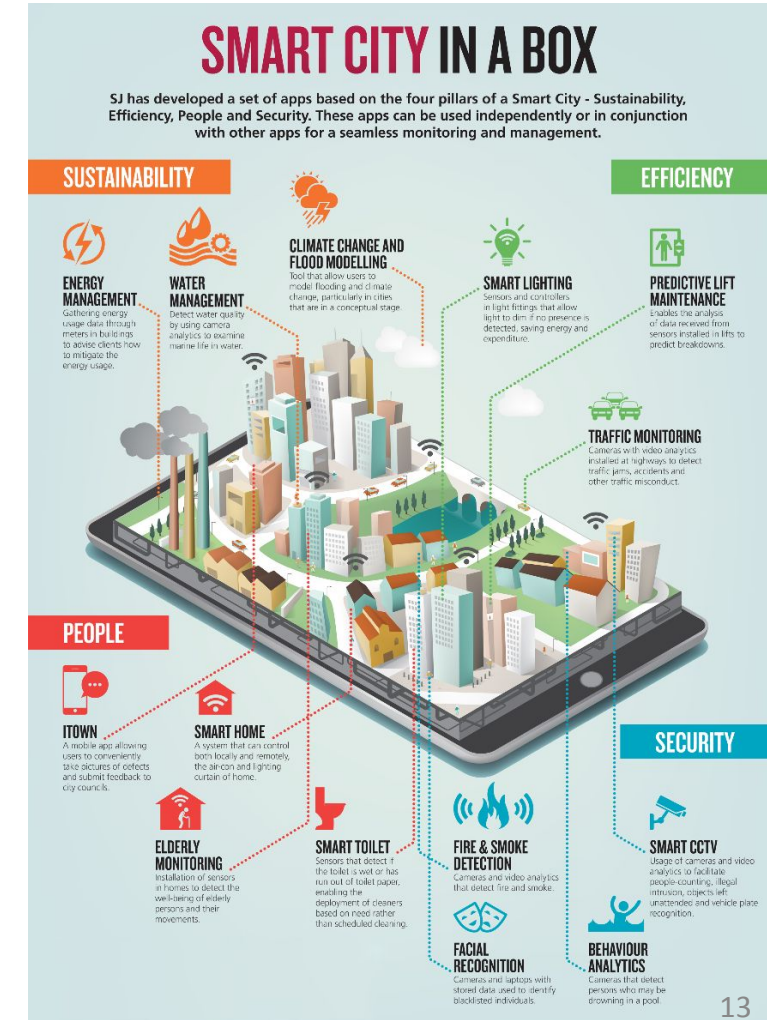 SMART CITY IN A BOX
SJ has developed a set of apps based on the four pillars of a Smart City - Sustainability,
Efficiency, People and Security. These apps can be used independently or in conjunction
with other apps for a seamless monitoring and management.
SUSTAINABILITY
ENERGY
MANAGEMENT
Gathering energy
usage data through
meters in buildings
to advise clients how
to mitigate the
energy usage.
WATER
MANAGEMENT
Detect water quality
by using camera
analytics to examine
marine life in water.
CLIMATE CHANGE AND
FLOOD MODELLING
Tool that allow users to
model flooding and climate
change, particularly in cities
that are in a conceptual stage.
EFFICIENCY
SMART LIGHTING
Sensors and controllers
in light fittings that allow
light to dim if no presence is
detected, saving energy and
expenditure.
PREDICTIVE LIFT
MAINTENANCE
Enables the analysis
of data received from
sensors installed in lifts to
predict breakdowns.
TRAFFIC MONITORING
Cameras with video analytics
installed at highways to detect
traffic jams, accidents and
other traffic misconduct.
PEOPLE
ITOWN
A mobile app allowing
users to conveniently
take pictures of defects
and submit feedback to
city councils.
SMART HOME
A system that can control
both locally and remotely,
the air-con and lighting
curtain of home.
ELDERLY
MONITORING
Installation of sensors
in homes to detect the
well-being of elderly
persons and their
movements.
SMART TOILET
Sensors that detect if
the toilet is wet or has
run out of toilet paper,
enabling the
deployment of cleaners
based on need rather
than scheduled cleaning.
SECURITY
FIRE & SMOKE
DETECTION
Cameras and video analytics
that detect fire and smoke.
SMART CCTV
Usage of cameras and video
analytics to facilitate
people-counting, illegal
intrusion, objects left
unattended and vehicle plate
recognition.
FACIAL
RECOGNITION
Cameras and laptops with
stored data used to identify
blacklisted individuals.
BEHAVIOUR
ANALYTICS
Cameras that detect
persons who may be
drowning in a pool.
13